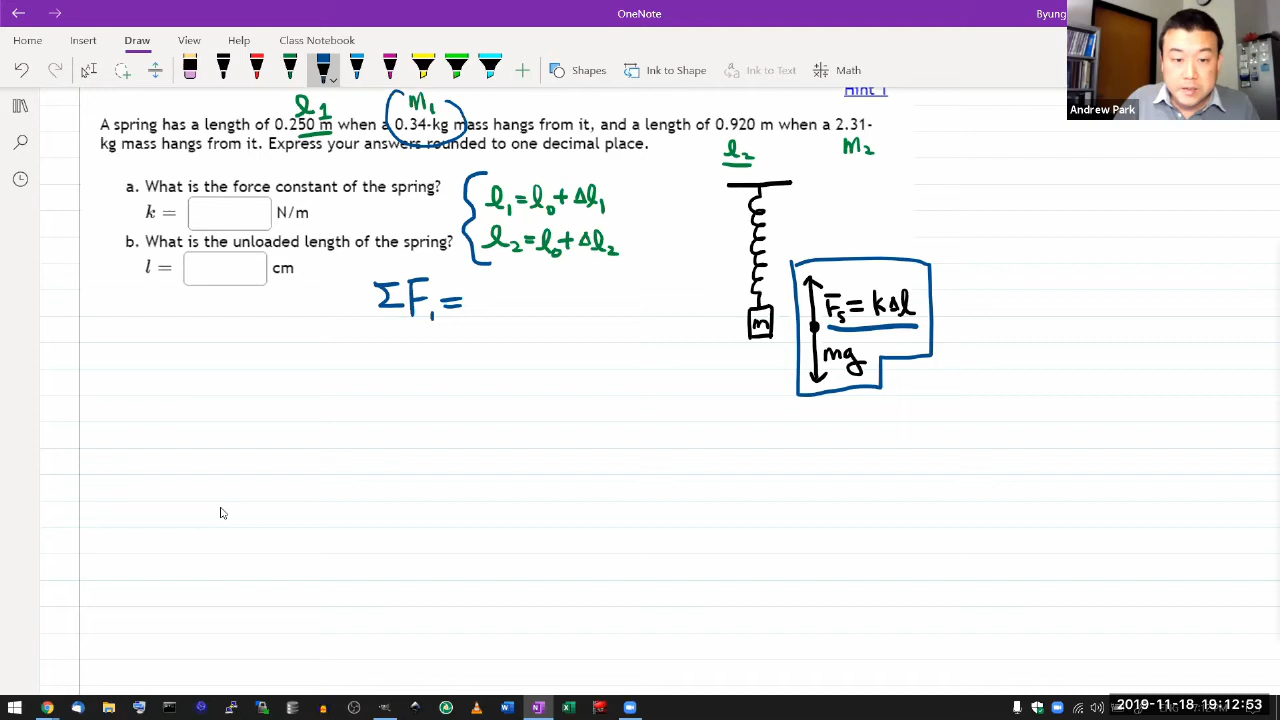 OneNote
Byung
Home Insert Draw View Help Class Notebook
Shapes Ink to Shape Ink to Text Math
Andrew Park
Hint 1
l1 M1
A spring has a length of 0.250 m when a 0.34-kg mass hangs from it, and a length of 0.920 m when a 2.31-
kg mass hangs from it. Express your answers rounded to one decimal place.
l2 M2
a. What is the force constant of the spring?
k = N/m
b. What is the unloaded length of the spring?
l = cm
l1 = l0 + Δl1
l2 = l0 + Δl2
ΣF1 =
Fs = kΔl
m
mg
2019-11-18 19:12:53